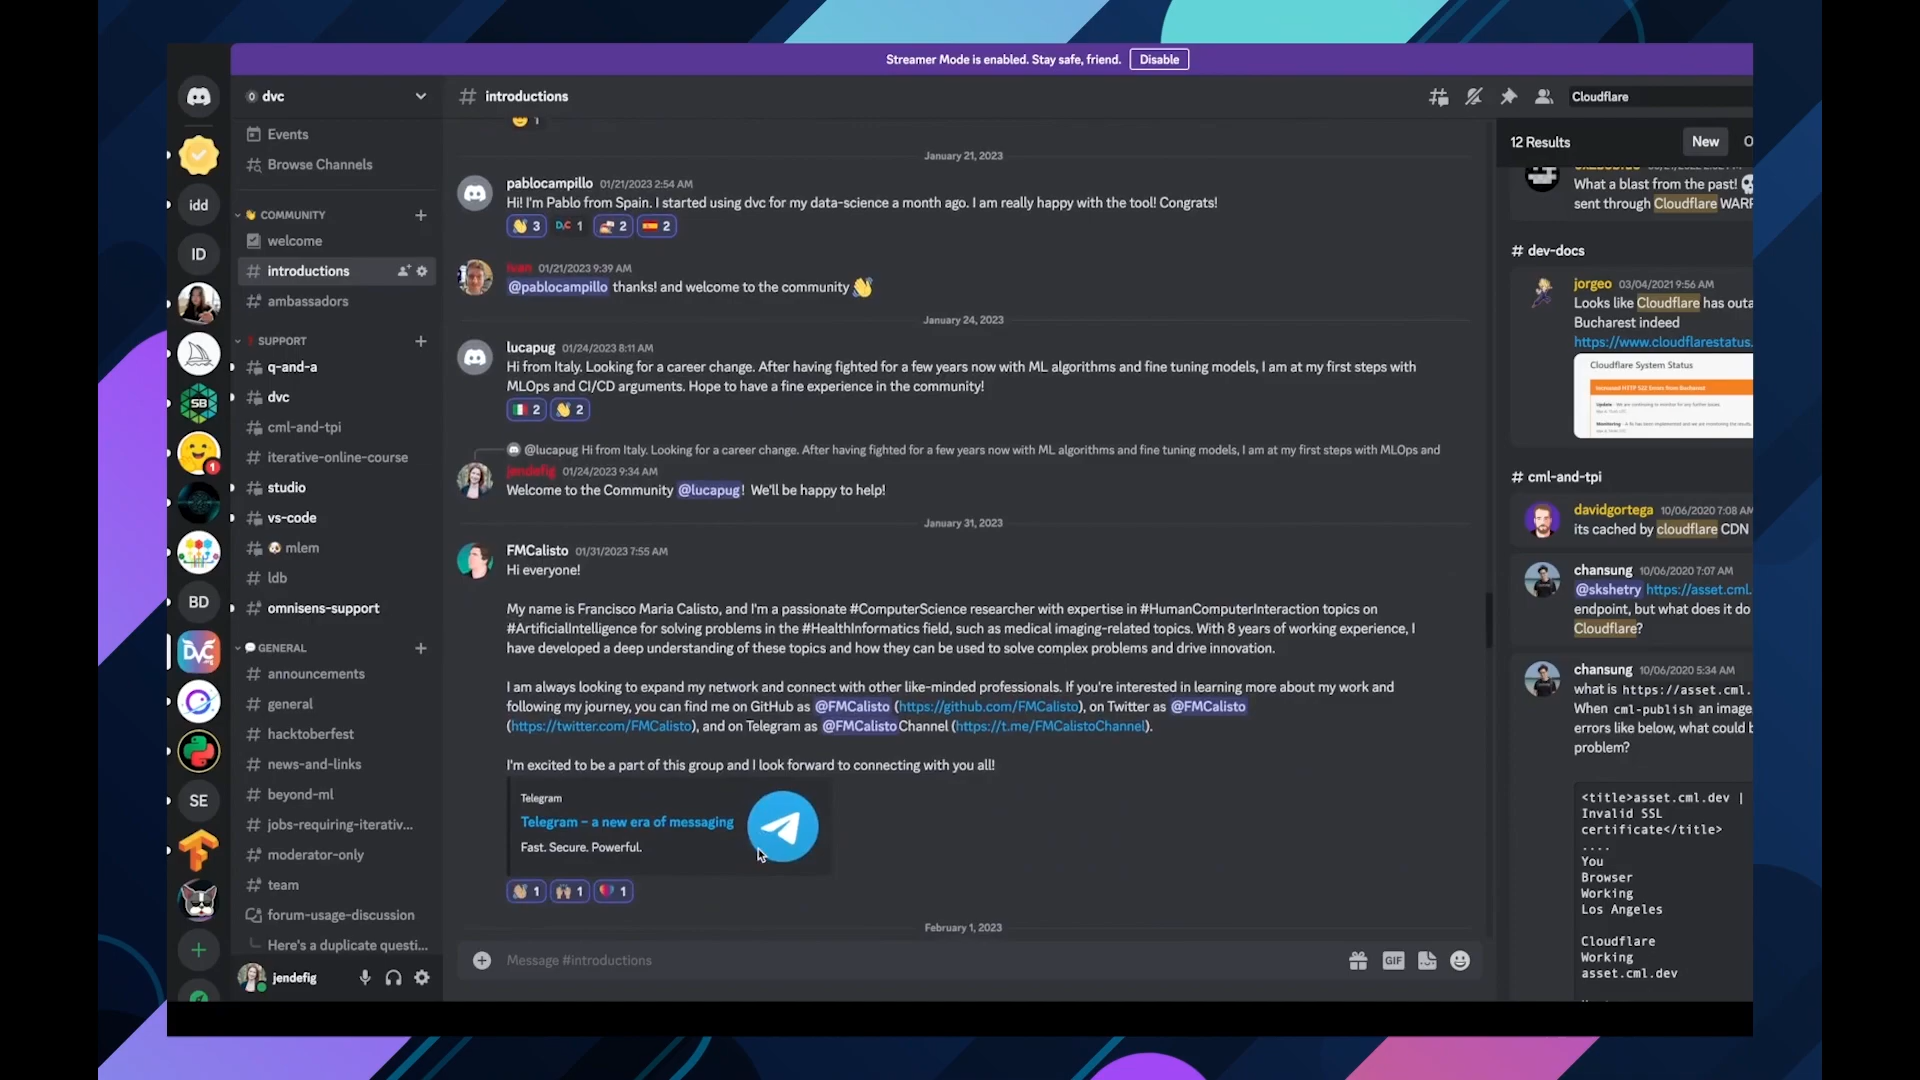 Streamer Mode is enabled. Stay safe, friend. Disable
dvc
Events
Browse Channels
COMMUNITY
welcome
introductions
ambassadors
SUPPORT
q-and-a
dvc
cml-and-tpi
iterative-online-course
studio
vs-code
mlem
ldb
omnisens-support
GENERAL
announcements
general
hacktoberfest
news-and-links
beyond-ml
jobs-requiring-iterativ...
moderator-only
team
forum-usage-discussion
Here's a duplicate questi...
jendefig
idd
ID
SB
1
BD
DVC
.org
SE
introductions
1
January 21, 2023
pablocampillo 01/21/2023 2:54 AM
Hi! I'm Pablo from Spain. I started using dvc for my data-science a month ago. I am really happy with the tool! Congrats!
3 DVC 1 2 2
ivan 01/21/2023 9:39 AM
@pablocampillo thanks! and welcome to the community
January 24, 2023
lucapug 01/24/2023 8:11 AM
Hi from Italy. Looking for a career change. After having fighted for a few years now with ML algorithms and fine tuning models, I am at my first steps with
MLOps and CI/CD arguments. Hope to have a fine experience in the community!
2 2
@lucapug Hi from Italy. Looking for a career change. After having fighted for a few years now with ML algorithms and fine tuning models, I am at my first steps with MLOps and
jendefig 01/24/2023 9:34 AM
Welcome to the Community @lucapug! We'll be happy to help!
January 31, 2023
FMCalisto 01/31/2023 7:55 AM
Hi everyone!
My name is Francisco Maria Calisto, and I'm a passionate #ComputerScience researcher with expertise in #HumanComputerInteraction topics on
#ArtificialIntelligence for solving problems in the #HealthInformatics field, such as medical imaging-related topics. With 8 years of working experience, I
have developed a deep understanding of these topics and how they can be used to solve complex problems and drive innovation.
I am always looking to expand my network and connect with other like-minded professionals. If you're interested in learning more about my work and
following my journey, you can find me on GitHub as @FMCalisto (https://github.com/FMCalisto), on Twitter as @FMCalisto
(https://twitter.com/FMCalisto), and on Telegram as @FMCalistoChannel (https://t.me/FMCalistoChannel).
I'm excited to be a part of this group and I look forward to connecting with you all!
Telegram
Telegram – a new era of messaging
Fast. Secure. Powerful.
1 1 1
February 1, 2023
Message #introductions
GIF
Cloudflare
12 Results New O
What a blast from the past!
sent through Cloudflare WARP
# dev-docs
jorgeo 03/04/2021 9:56 AM
Looks like Cloudflare has outa
Bucharest indeed
https://www.cloudflarestatus.
Cloudflare System Status
# cml-and-tpi
davidgortega 10/06/2020 7:08 AM
its cached by cloudflare CDN
chansung 10/06/2020 7:07 AM
@skshetry https://asset.cml.
endpoint, but what does it do
Cloudflare?
chansung 10/06/2020 5:34 AM
what is https://asset.cml.
When cml-publish an image,
errors like below, what could b
problem?
<title>asset.cml.dev |
Invalid SSL
certificate</title>
....
You
Browser
Working
Los Angeles
Cloudflare
Working
asset.cml.dev